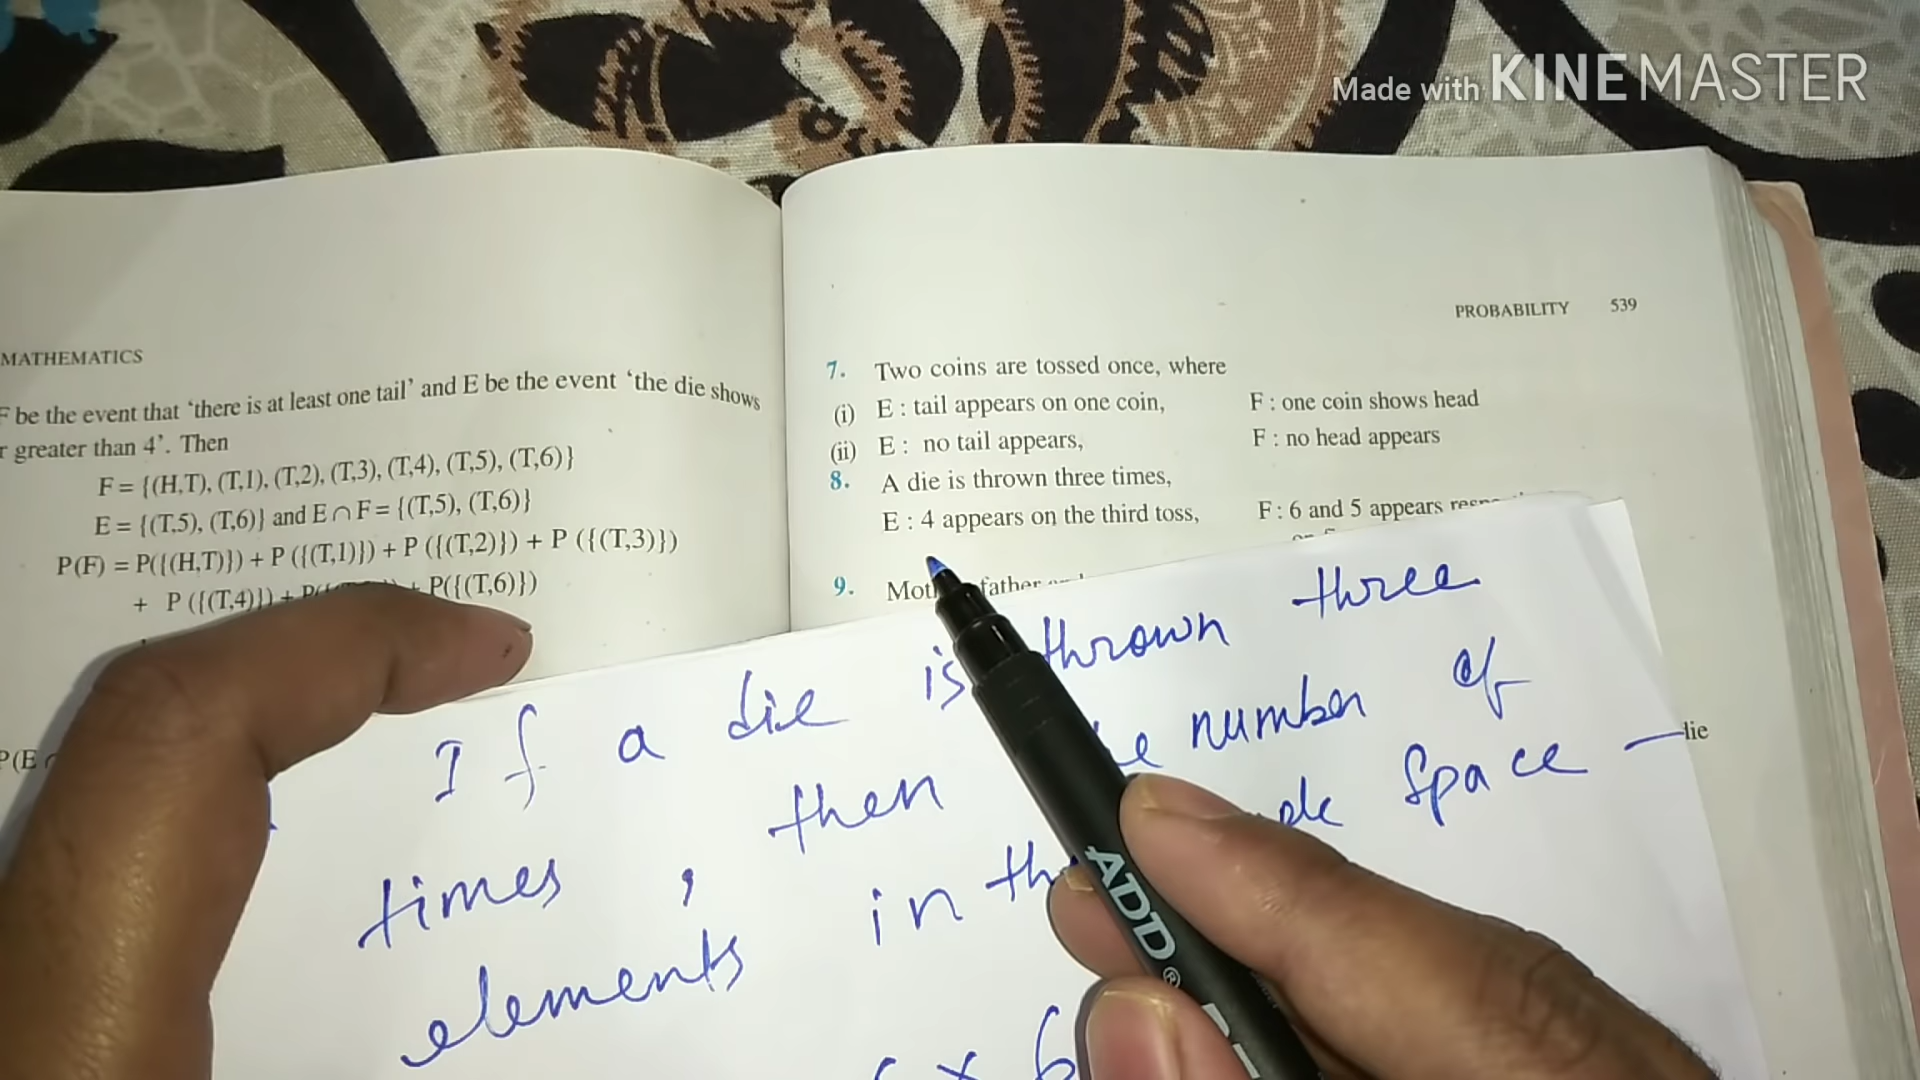 Made with KINEMASTER
MATHEMATICS
F be the event that ‘there is at least one tail’ and E be the event ‘the die shows
greater than 4’. Then
F = {(H,T), (T,1), (T,2), (T,3), (T,4), (T,5), (T,6)}
E = {(T,5), (T,6)} and E ∩ F = {(T,5), (T,6)}
P(F) = P({(H,T)}) + P ({(T,1)}) + P ({(T,2)}) + P ({(T,3)})
+ P ({(T,4)}) + P({(T,6)})
P(E
PROBABILITY 539
7. Two coins are tossed once, where
(i) E : tail appears on one coin, F : one coin shows head
(ii) E : no tail appears, F : no head appears
8. A die is thrown three times,
E : 4 appears on the third toss, F : 6 and 5 appears
9. father
die
If a die is thrown three
times, then number of
elements in space —
× 6
ADD®